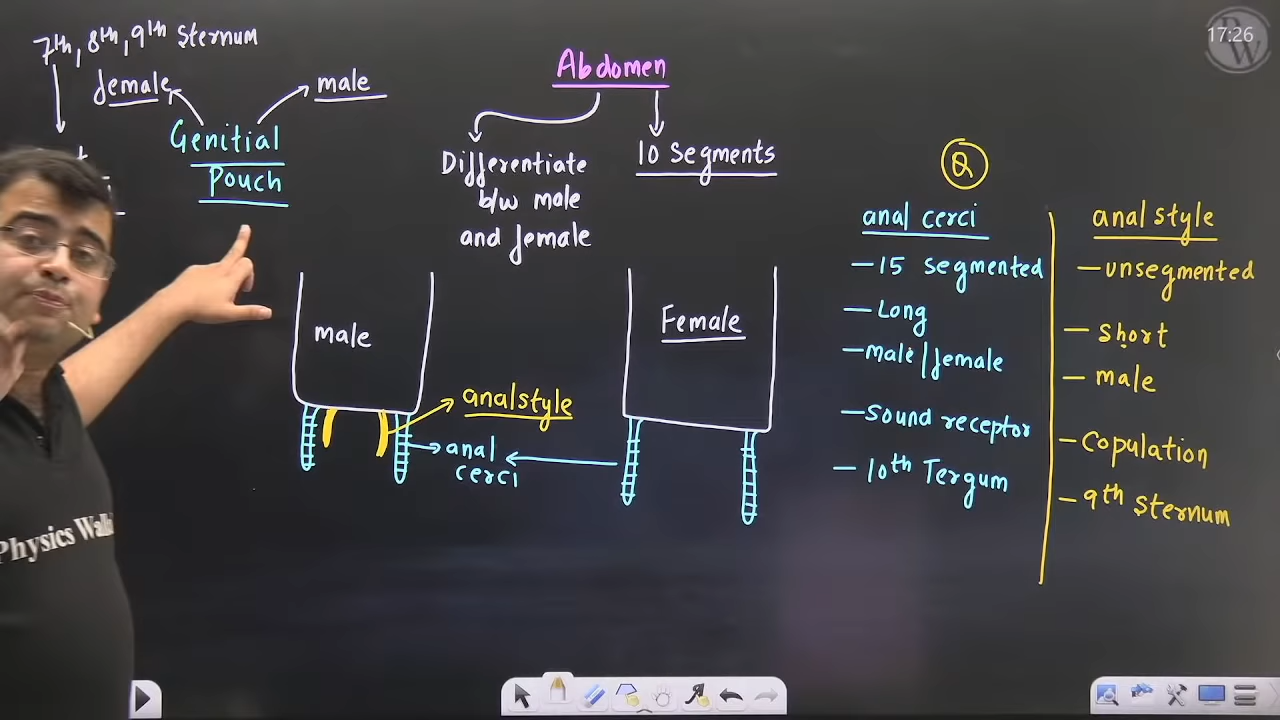 7th, 8th, 9th Sternum
female
male
Genitial
Pouch
Abdomen
Differentiate
b/w male
and female
10 Segments
male
Female
analstyle
anal
cerci
Q
anal cerci
- 15 segmented
- Long
- male/female
- Sound receptor
- 10th Tergum
anal style
- unsegmented
- Short
- male
- Copulation
- 9th Sternum
17:26
PW
Physics Walla